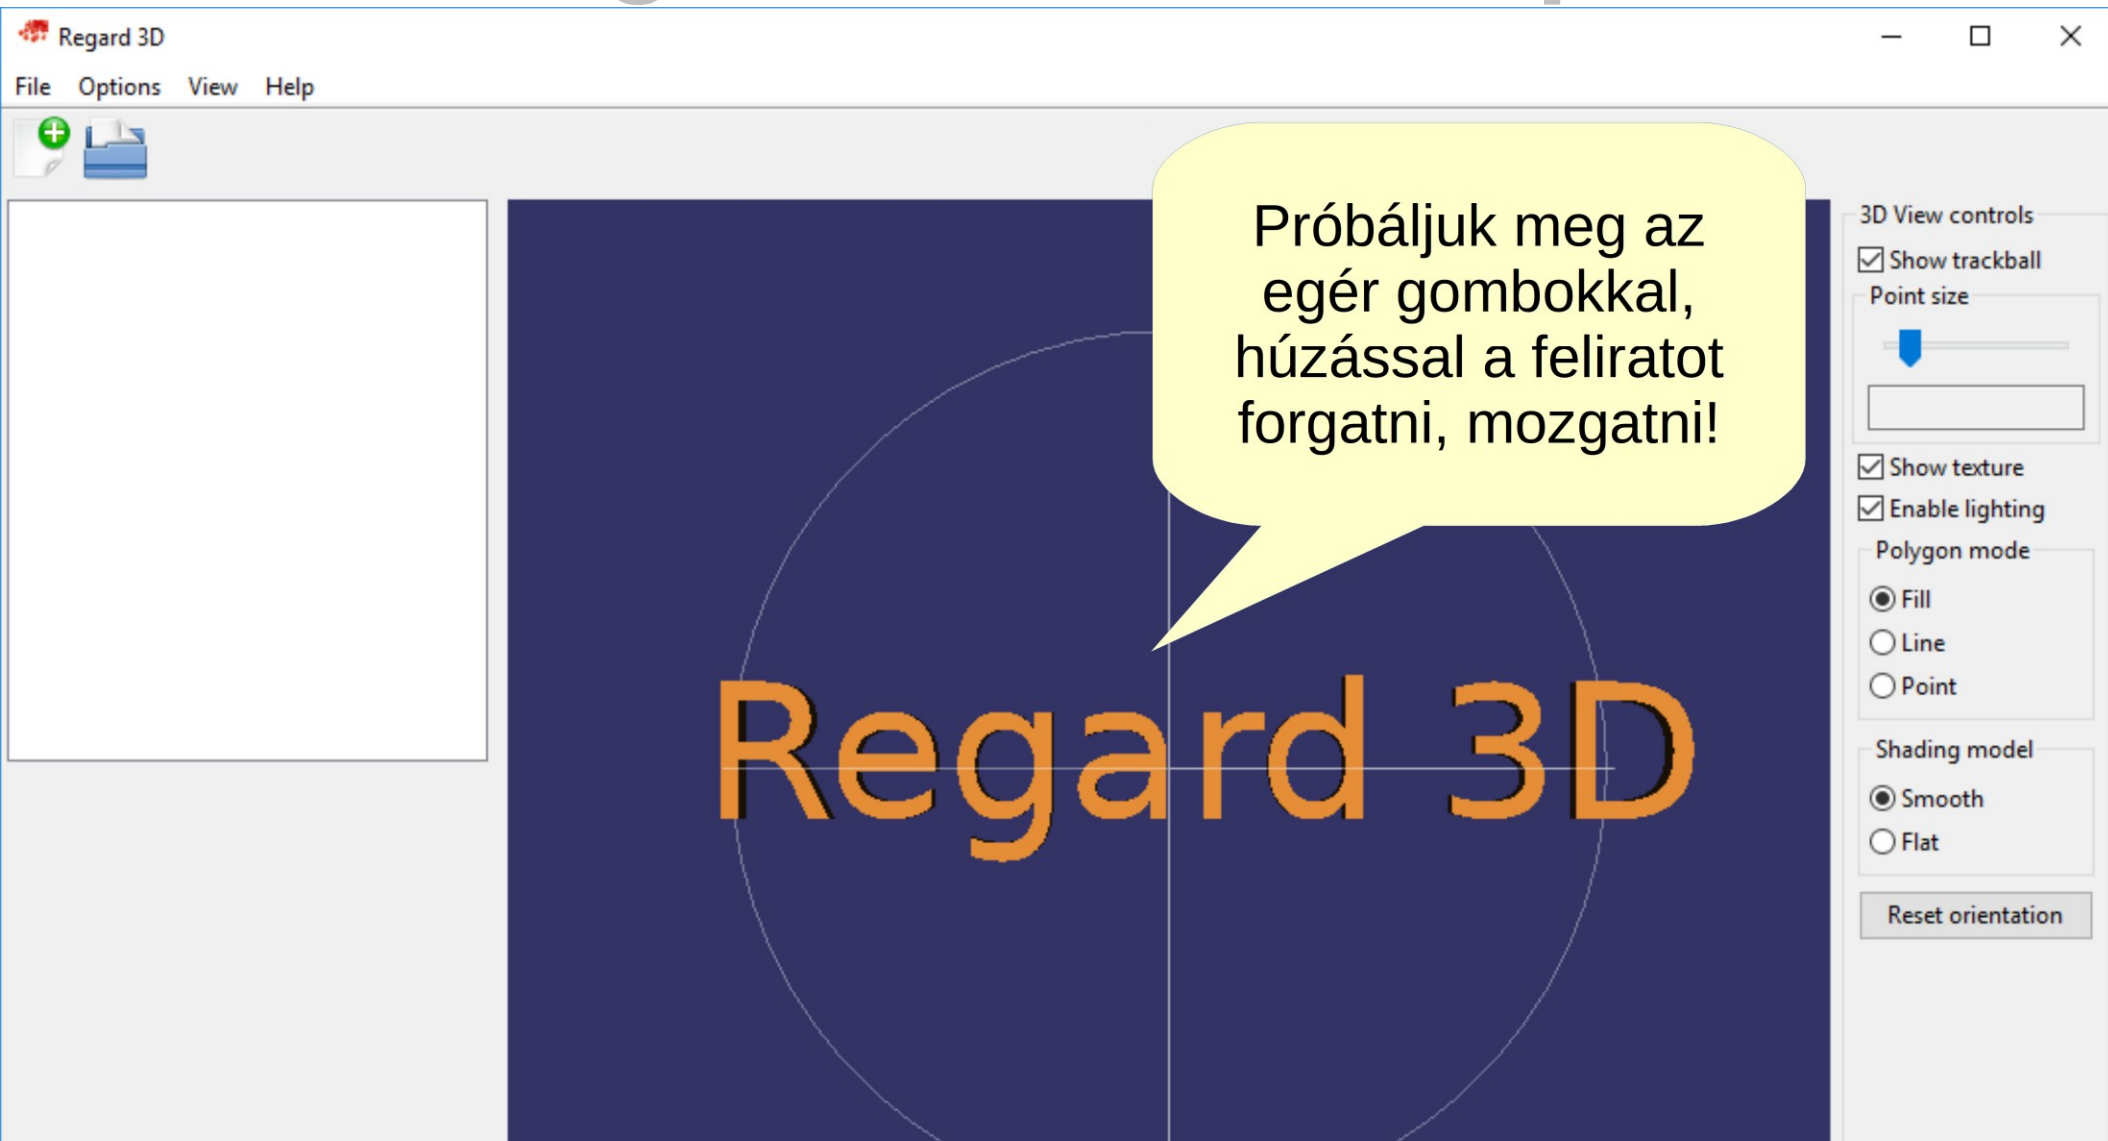 Regard 3D
File Options View Help
Próbáljuk meg az
egér gombokkal,
húzással a feliratot
forgatni, mozgatni!
Regard 3D
3D View controls
Show trackball
Point size
Show texture
Enable lighting
Polygon mode
Fill
Line
Point
Shading model
Smooth
Flat
Reset orientation